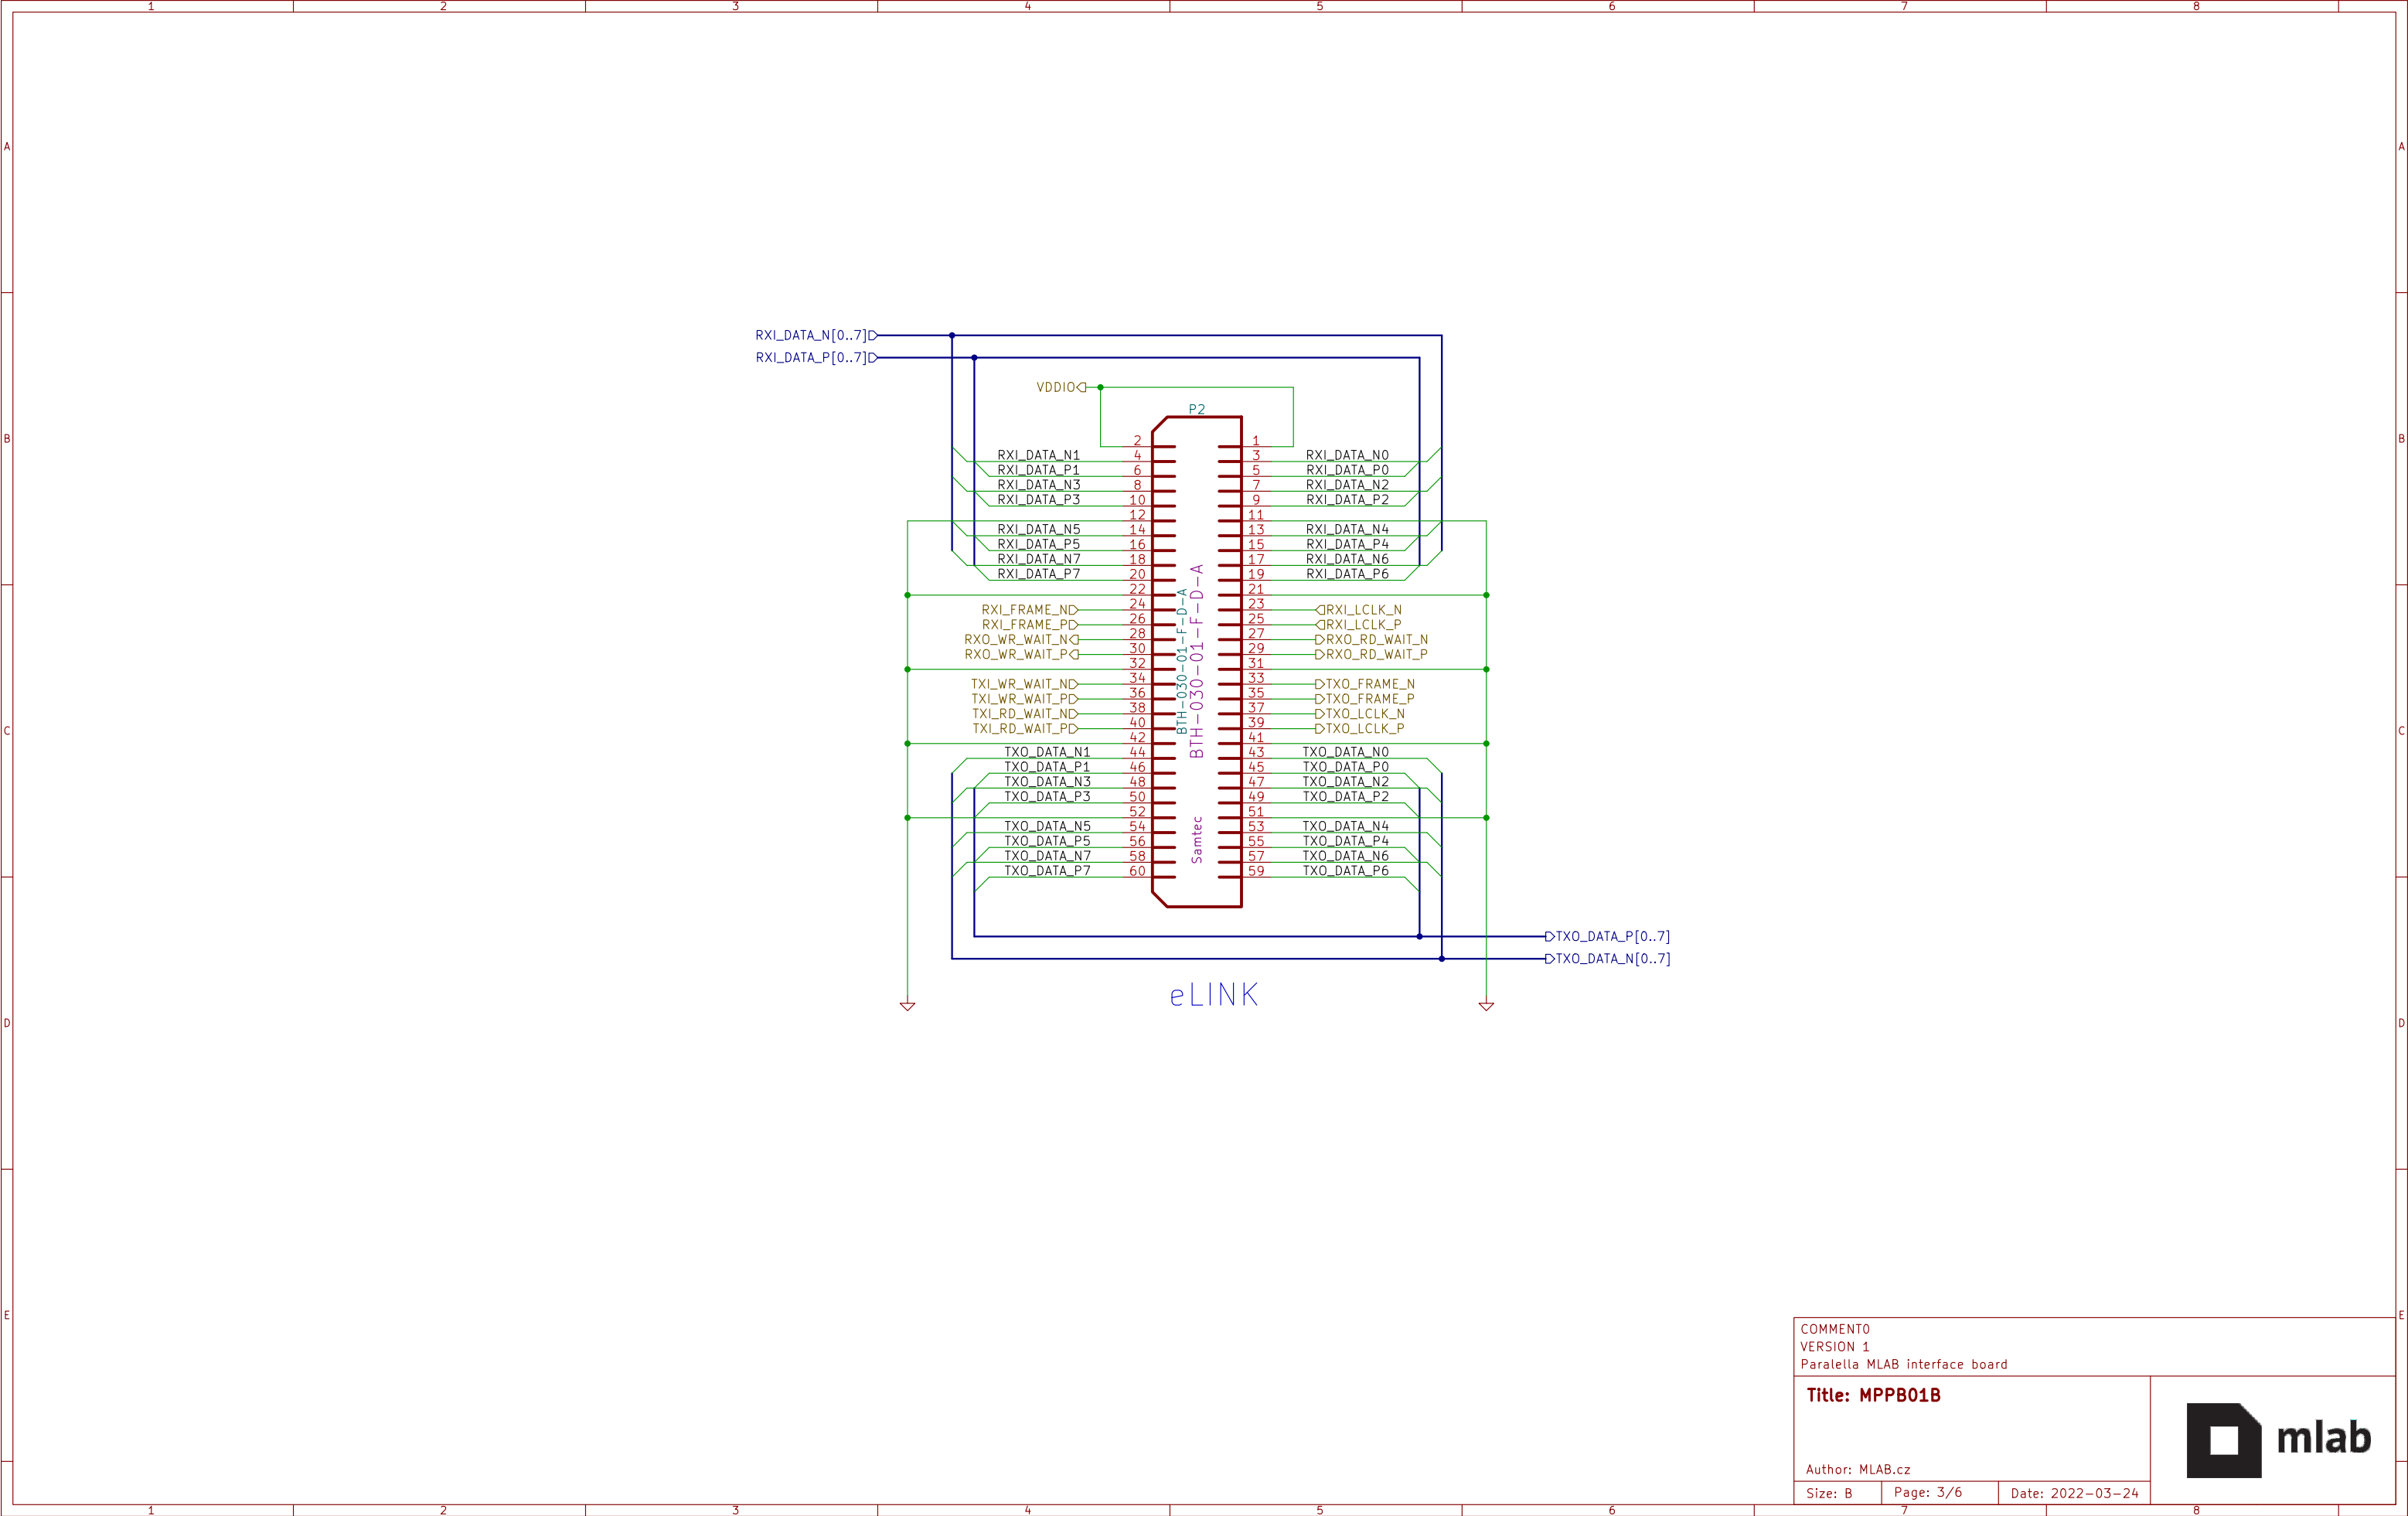 1 2 3 4 5 6 7 8
A A
RXI_DATA_N[0..7]
RXI_DATA_P[0..7]
VDDIO
P2
B B
2 1
RXI_DATA_N1 4 3 RXI_DATA_N0
RXI_DATA_P1 6 5 RXI_DATA_P0
RXI_DATA_N3 8 7 RXI_DATA_N2
RXI_DATA_P3 10 9 RXI_DATA_P2
12 11
RXI_DATA_N5 14 13 RXI_DATA_N4
RXI_DATA_P5 16 15 RXI_DATA_P4
RXI_DATA_N7 18 17 RXI_DATA_N6
RXI_DATA_P7 20 19 RXI_DATA_P6
22 21
RXI_FRAME_N 24 23 RXI_LCLK_N
RXI_FRAME_P 26 25 RXI_LCLK_P
RXO_WR_WAIT_N 28 27 RXO_RD_WAIT_N
RXO_WR_WAIT_P 30 29 RXO_RD_WAIT_P
32 31
TXI_WR_WAIT_N 34 33 TXO_FRAME_N
TXI_WR_WAIT_P 36 35 TXO_FRAME_P
TXI_RD_WAIT_N 38 37 TXO_LCLK_N
TXI_RD_WAIT_P 40 39 TXO_LCLK_P
C C
42 41
TXO_DATA_N1 44 43 TXO_DATA_N0
TXO_DATA_P1 46 45 TXO_DATA_P0
TXO_DATA_N3 48 47 TXO_DATA_N2
TXO_DATA_P3 50 49 TXO_DATA_P2
52 51
TXO_DATA_N5 54 53 TXO_DATA_N4
TXO_DATA_P5 56 55 TXO_DATA_P4
TXO_DATA_N7 58 57 TXO_DATA_N6
TXO_DATA_P7 60 59 TXO_DATA_P6
BTH-030-01-F-D-A
BTH-030-01-F-D-A
Samtec
TXO_DATA_P[0..7]
TXO_DATA_N[0..7]
eLINK
D D
E E
COMMENT0
VERSION 1
Paralella MLAB interface board
Title: MPPB01B
mlab
Author: MLAB.cz
Size: B Page: 3/6 Date: 2022-03-24
1 2 3 4 5 6 7 8